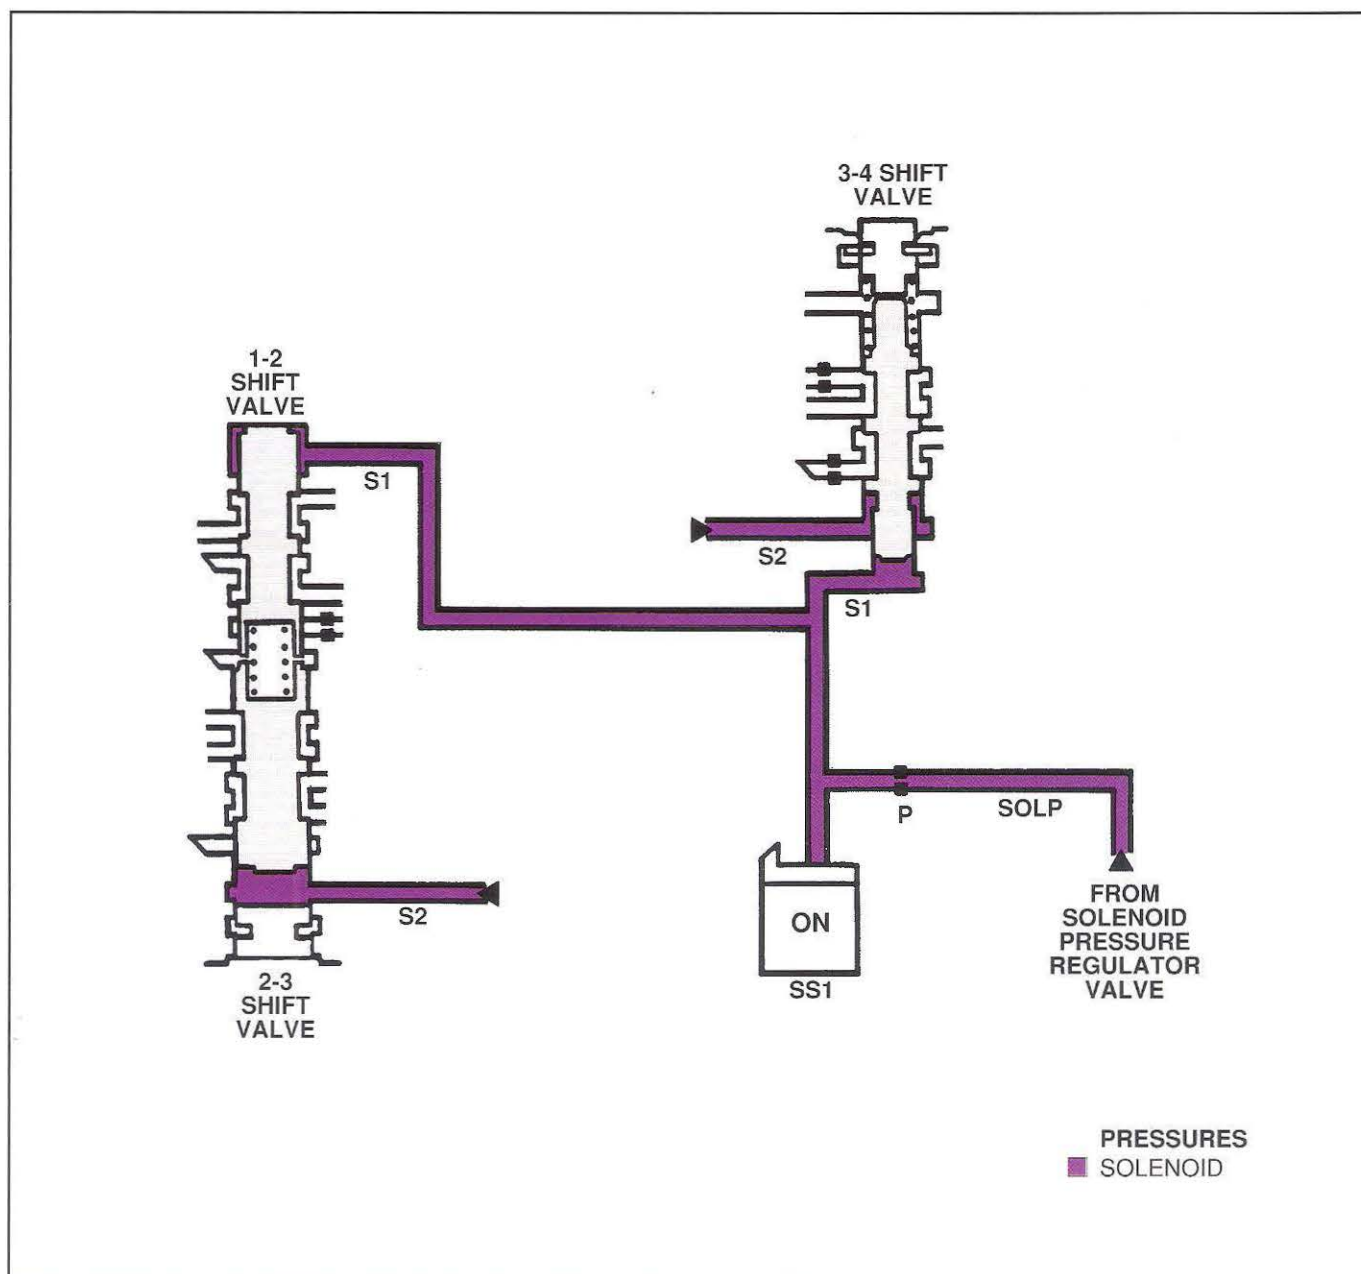 3-4 SHIFT
VALVE
1-2
SHIFT
VALVE
S1
S2
S1
P
SOLP
S2
ON
SS1
FROM
SOLENOID
PRESSURE
REGULATOR
VALVE
2-3
SHIFT
VALVE
PRESSURES
SOLENOID